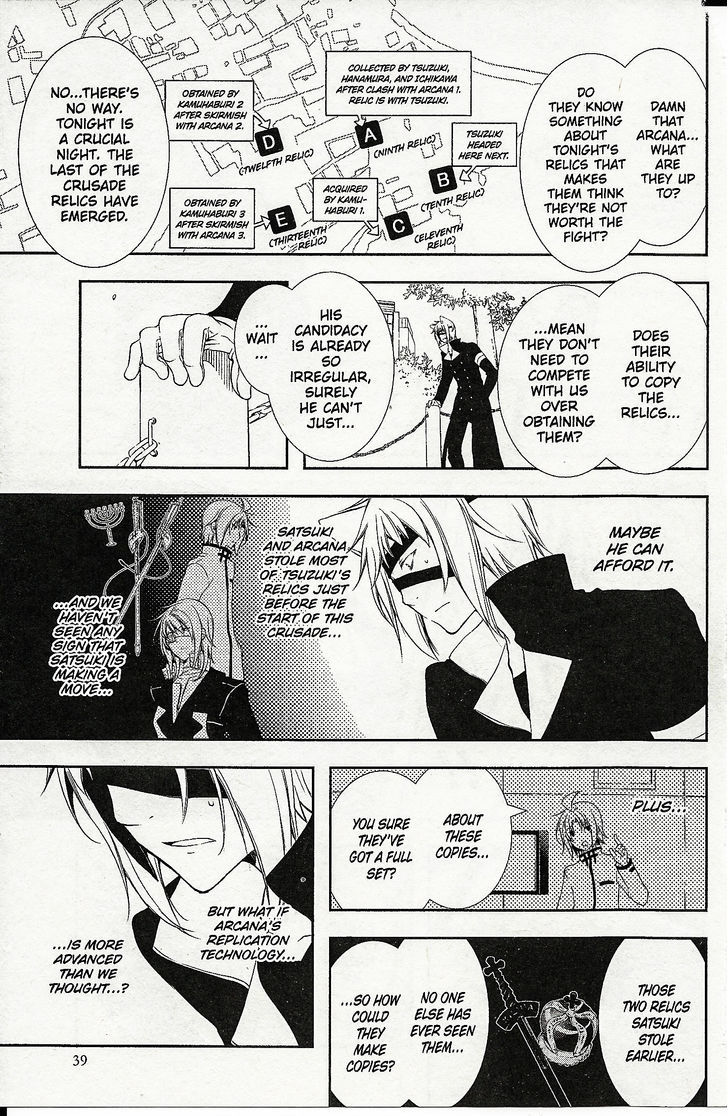 DAMN
THAT
ARCANA...
WHAT
ARE
THEY UP
TO?
DO
THEY KNOW
SOMETHING
ABOUT
TONIGHT'S
RELICS THAT
MAKES
THEM THINK
THEY'RE NOT
WORTH THE
FIGHT?
COLLECTED BY TSUZUKI,
HANAMURA, AND ICHIKAWA
AFTER CLASH WITH ARCANA 1.
RELIC IS WITH TSUZUKI.
A
(NINTH RELIC)
TSUZUKI
HEADED
HERE NEXT.
B
(TENTH RELIC)
ACQUIRED
BY KAMU-
HABURI 1.
C
(ELEVENTH
RELIC)
OBTAINED BY
KAMUHABURI 2
AFTER SKIRMISH
WITH ARCANA 2.
D
(TWELFTH RELIC)
OBTAINED BY
KAMUHABURI 3
AFTER SKIRMISH
WITH ARCANA 3.
E
(THIRTEENTH
RELIC)
NO...THERE'S
NO WAY.
TONIGHT IS
A CRUCIAL
NIGHT. THE
LAST OF THE
CRUSADE
RELICS HAVE
EMERGED.
DOES
THEIR
ABILITY
TO COPY
THE
RELICS...
...MEAN
THEY DON'T
NEED TO
COMPETE
WITH US
OVER
OBTAINING
THEM?
HIS
CANDIDACY
IS ALREADY
SO
IRREGULAR,
SURELY
HE CAN'T
JUST...
...
WAIT
...
MAYBE
HE CAN
AFFORD IT.
SATSUKI
AND ARCANA
STOLE MOST
OF TSUZUKI'S
RELICS JUST
BEFORE THE
START OF THIS
CRUSADE...
...AND WE
HAVEN'T
SEEN ANY
SIGN THAT
SATSUKI IS
MAKING A
MOVE...
PLUS...
ABOUT
THESE
COPIES...
YOU SURE
THEY'VE
GOT A FULL
SET?
THOSE
TWO RELICS
SATSUKI
STOLE
EARLIER...
NO ONE
ELSE HAS
EVER SEEN
THEM...
...SO HOW
COULD
THEY
MAKE
COPIES?
BUT WHAT IF
ARCANA'S
REPLICATION
TECHNOLOGY...
...IS MORE
ADVANCED
THAN WE
THOUGHT...?
39